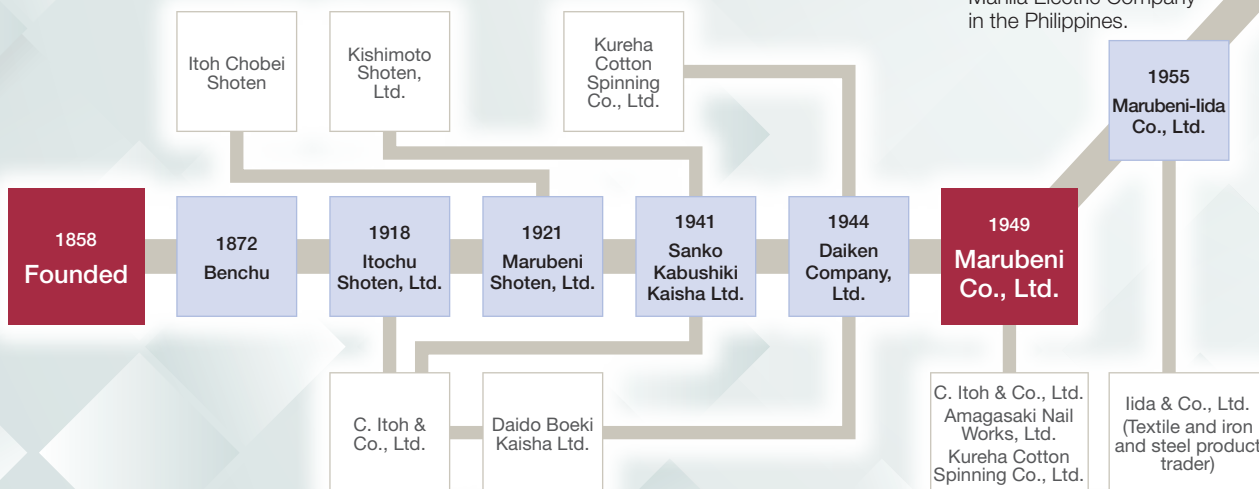 Manila Electric Company
in the Philippines.
Itoh Chobei
Shoten
Kishimoto
Shoten,
Ltd.
Kureha
Cotton
Spinning
Co., Ltd.
1955
Marubeni-Iida
Co., Ltd.
1858
Founded
1872
Benchu
1918
Itochu
Shoten, Ltd.
1921
Marubeni
Shoten, Ltd.
1941
Sanko
Kabushiki
Kaisha Ltd.
1944
Daiken
Company,
Ltd.
1949
Marubeni
Co., Ltd.
C. Itoh &
Co., Ltd.
Daido Boeki
Kaisha Ltd.
C. Itoh & Co., Ltd.
Amagasaki Nail
Works, Ltd.
Kureha Cotton
Spinning Co., Ltd.
Iida & Co., Ltd.
(Textile and iron
and steel product
trader)